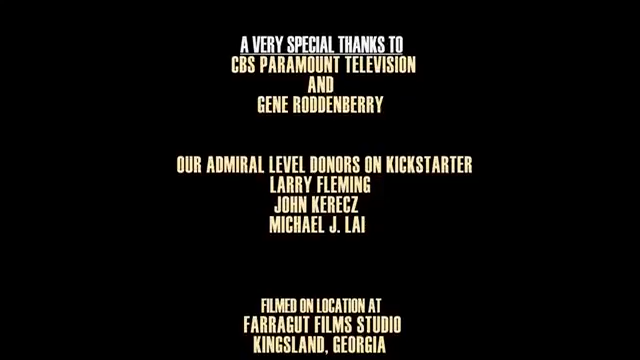 A VERY SPECIAL THANKS TO
CBS PARAMOUNT TELEVISION
AND
GENE RODDENBERRY
OUR ADMIRAL LEVEL DONORS ON KICKSTARTER
LARRY FLEMING
JOHN KERECZ
MICHAEL J. LAI
FILMED ON LOCATION AT
FARRAGUT FILMS STUDIO
KINGSLAND, GEORGIA